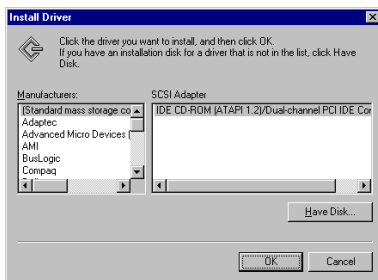 Install Driver
Click the driver you want to install, and then click OK.
If you have an installation disk for a driver that is not in the list, click Have
Disk.
Manufacturers:
(Standard mass storage co
Adaptec
Advanced Micro Devices (
AMI
BusLogic
Compaq
SCSI Adapter
IDE CD-ROM (ATAPI 1.2)/Dual-channel PCI IDE Con
Have Disk...
OK
Cancel